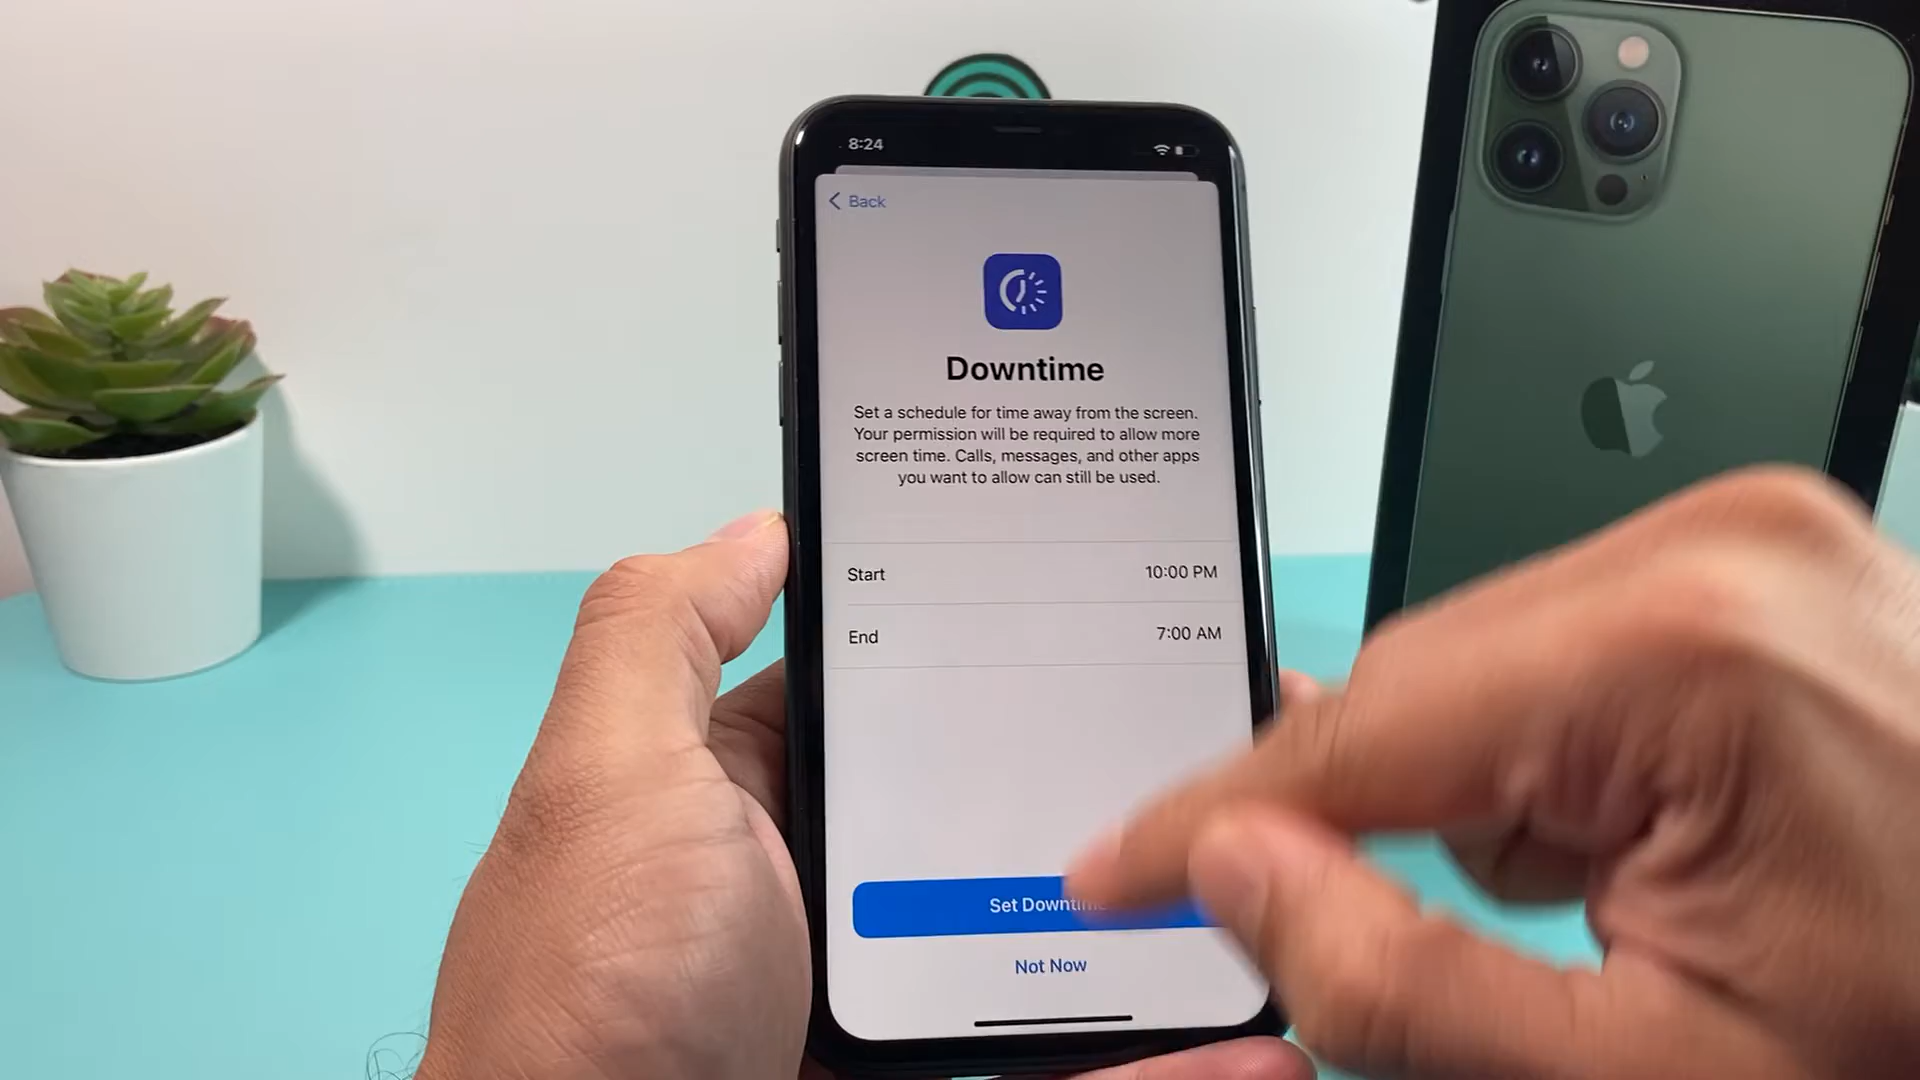 8:24
Back
Downtime
Set a schedule for time away from the screen.
Your permission will be required to allow more
screen time. Calls, messages, and other apps
you want to allow can still be used.
Start 10:00 PM
End 7:00 AM
Set Downtime
Not Now